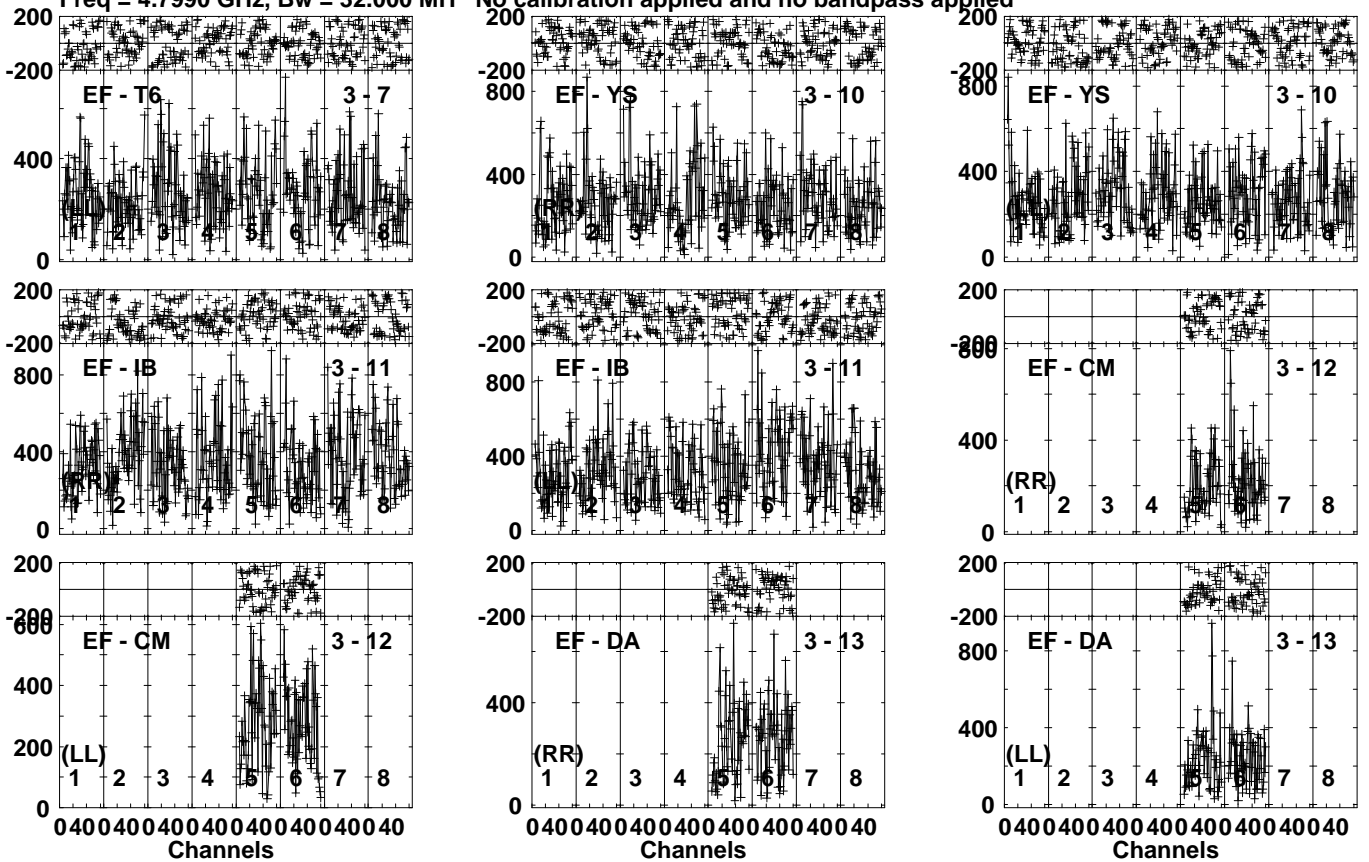 Freq = 4.7990 GHz, Bw = 32.000 MH No calibration applied and no bandpass applied
200 200 200
-200 -200 -200
EF - T6 3 - 7 EF - YS 3 - 10 EF - YS 3 - 10
800 800
400 400 400
(LL) (RR) (LL)
1 2 3 4 5 6 7 8 1 2 3 4 5 6 7 8 1 2 3 4 5 6 7 8
0 0 0
200 200 200
-200 -200 -200
EF - IB 3 - 11 EF - IB 3 - 11 EF - CM 3 - 12
800 800 800
400 400 400
(RR) (LL) (RR)
1 2 3 4 5 6 7 8 1 2 3 4 5 6 7 8 1 2 3 4 5 6 7 8
0 0 0
200 200 200
-200 -200 -200
600
EF - CM 3 - 12 EF - DA 3 - 13 EF - DA 3 - 13
800
400 400 400
200
(LL) (RR) (LL)
1 2 3 4 5 6 7 8 1 2 3 4 5 6 7 8 1 2 3 4 5 6 7 8
0 0 0
0 40 0 40 0 40 0 40 0 40 0 40 0 40 0 40 0 40 0 40 0 40 0 40 0 40 0 40 0 40 0 40 0 40 0 40 0 40 0 40 0 40 0 40 0 40 0 40
Channels Channels Channels